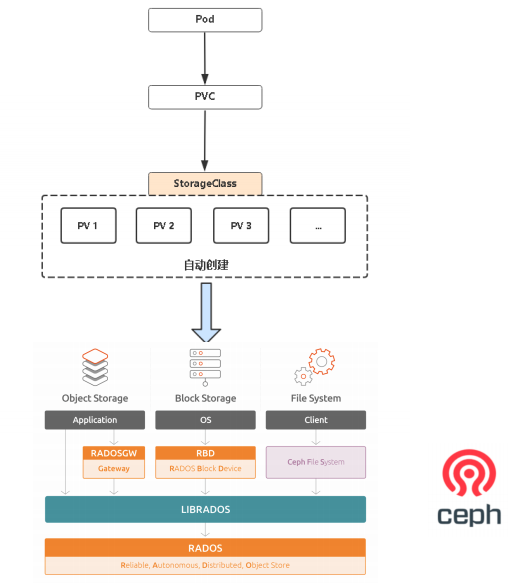 Pod
PVC
StorageClass
PV 1
PV 2
PV 3
...
自动创建
Object Storage
Block Storage
File System
Application
OS
Client
RADOSGW
Gateway
RBD
RADOS Block Device
Ceph File System
LIBRADOS
RADOS
Reliable, Autonomous, Distributed, Object Store
ceph